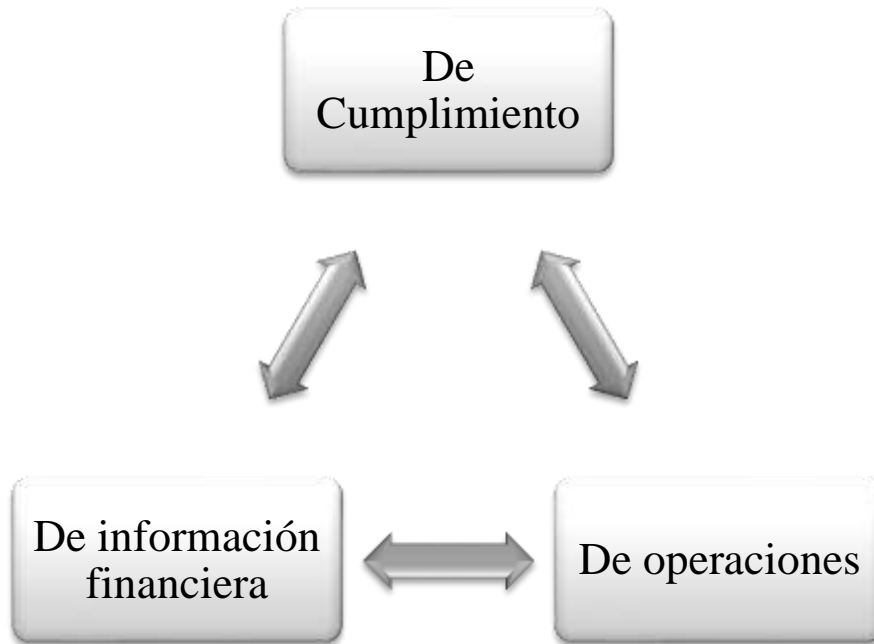 De
Cumplimiento
De información
financiera
De operaciones